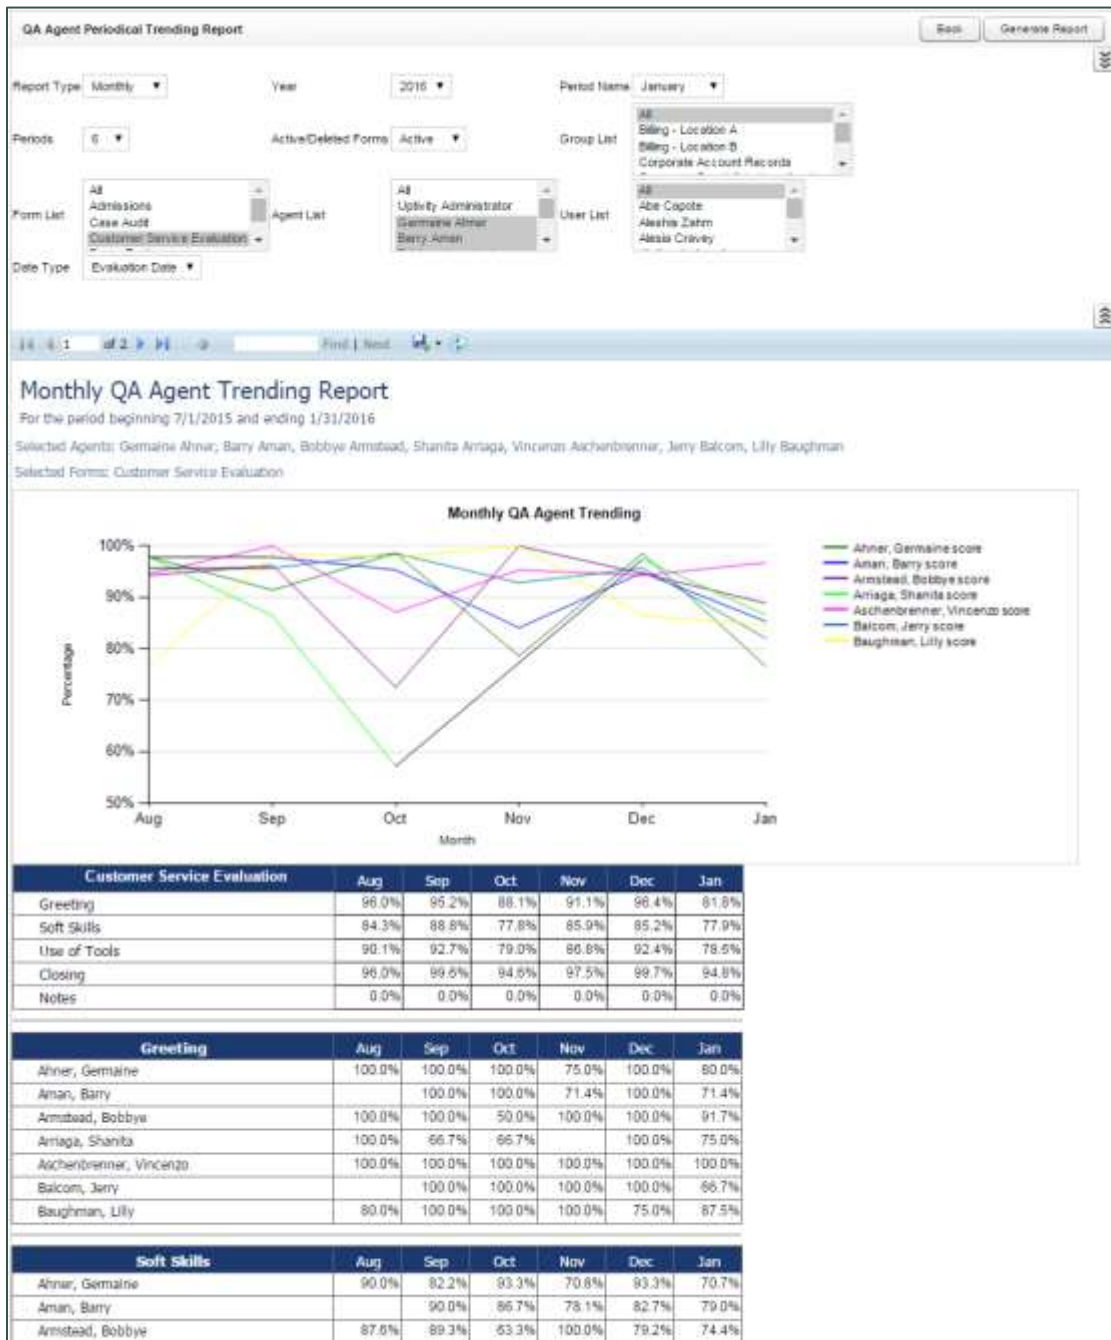 QA Agent Periodical Trending Report Back Generate Report
Report Type Monthly Year 2016 Period Name January
Periods 6 Active/Deleted Forms Active Group List All
Billing - Location A
Billing - Location B
Corporate Account Records
Form List All
Admissions
Case Audit
Customer Service Evaluation
Agent List All
Uptivity Administrator
Germaine Ahner
Barry Aman
User List All
Abe Capote
Aleshia Zahm
Alesia Cravey
Date Type Evaluation Date
1 of 2 Find | Next
Monthly QA Agent Trending Report
For the period beginning 7/1/2015 and ending 1/31/2016
Selected Agents: Germaine Ahner, Barry Aman, Bobbye Armstead, Shanita Arriaga, Vincenzo Aschenbrenner, Jerry Balcom, Lilly Baughman
Selected Forms: Customer Service Evaluation
Monthly QA Agent Trending
100%
90%
80%
70%
60%
50%
Percentage
Aug Sep Oct Nov Dec Jan
Month
Ahner, Germaine score
Aman, Barry score
Armstead, Bobbye score
Arriaga, Shanita score
Aschenbrenner, Vincenzo score
Balcom, Jerry score
Baughman, Lilly score
Customer Service Evaluation Aug Sep Oct Nov Dec Jan
Greeting 96.0% 95.2% 88.1% 91.1% 96.4% 81.8%
Soft Skills 84.3% 88.8% 77.8% 85.9% 85.2% 77.9%
Use of Tools 90.1% 92.7% 79.0% 86.8% 92.4% 78.6%
Closing 96.0% 99.6% 94.6% 97.5% 99.7% 94.8%
Notes 0.0% 0.0% 0.0% 0.0% 0.0% 0.0%
Greeting Aug Sep Oct Nov Dec Jan
Ahner, Germaine 100.0% 100.0% 100.0% 75.0% 100.0% 80.0%
Aman, Barry 100.0% 100.0% 71.4% 100.0% 71.4%
Armstead, Bobbye 100.0% 100.0% 50.0% 100.0% 100.0% 91.7%
Arriaga, Shanita 100.0% 66.7% 66.7% 100.0% 75.0%
Aschenbrenner, Vincenzo 100.0% 100.0% 100.0% 100.0% 100.0% 100.0%
Balcom, Jerry 100.0% 100.0% 100.0% 100.0% 66.7%
Baughman, Lilly 80.0% 100.0% 100.0% 100.0% 75.0% 87.5%
Soft Skills Aug Sep Oct Nov Dec Jan
Ahner, Germaine 90.0% 82.2% 93.3% 70.8% 93.3% 70.7%
Aman, Barry 90.0% 86.7% 78.1% 82.7% 79.0%
Armstead, Bobbye 87.6% 89.3% 63.3% 100.0% 79.2% 74.4%